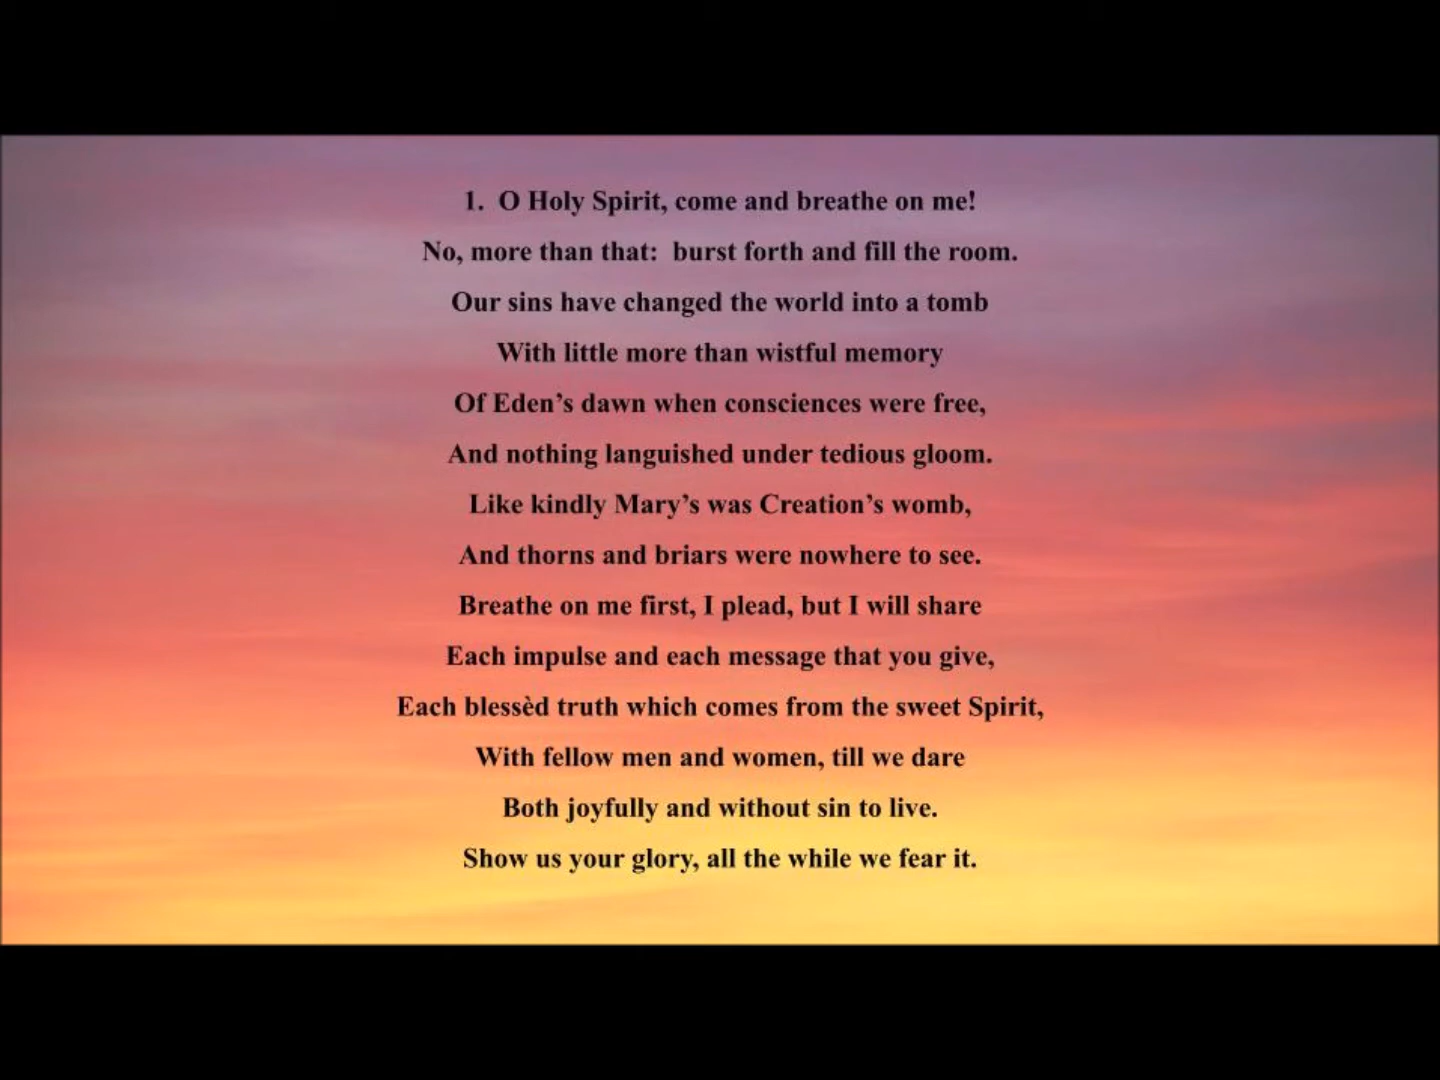 1.  O Holy Spirit, come and breathe on me!
No, more than that:  burst forth and fill the room.
Our sins have changed the world into a tomb
With little more than wistful memory
Of Eden’s dawn when consciences were free,
And nothing languished under tedious gloom.
Like kindly Mary’s was Creation’s womb,
And thorns and briars were nowhere to see.
Breathe on me first, I plead, but I will share
Each impulse and each message that you give,
Each blessèd truth which comes from the sweet Spirit,
With fellow men and women, till we dare
Both joyfully and without sin to live.
Show us your glory, all the while we fear it.